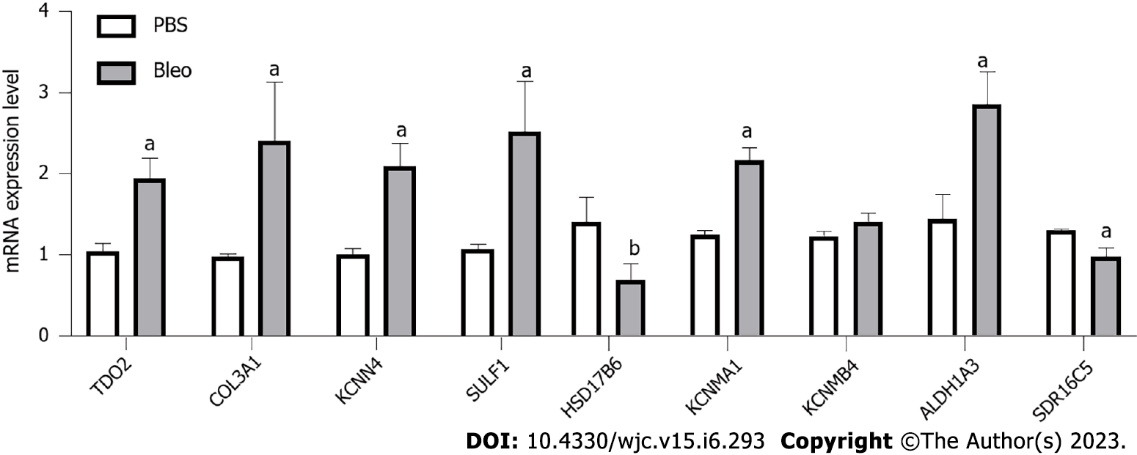 4
PBS
Bleo
3
2
1
0
mRNA expression level
a
a
a
a
b
a
a
a
TDO2
COL3A1
KCNN4
SULF1
HSD17B6
KCNMA1
KCNMB4
ALDH1A3
SDR16C5
DOI: 10.4330/wjc.v15.i6.293 Copyright ©The Author(s) 2023.